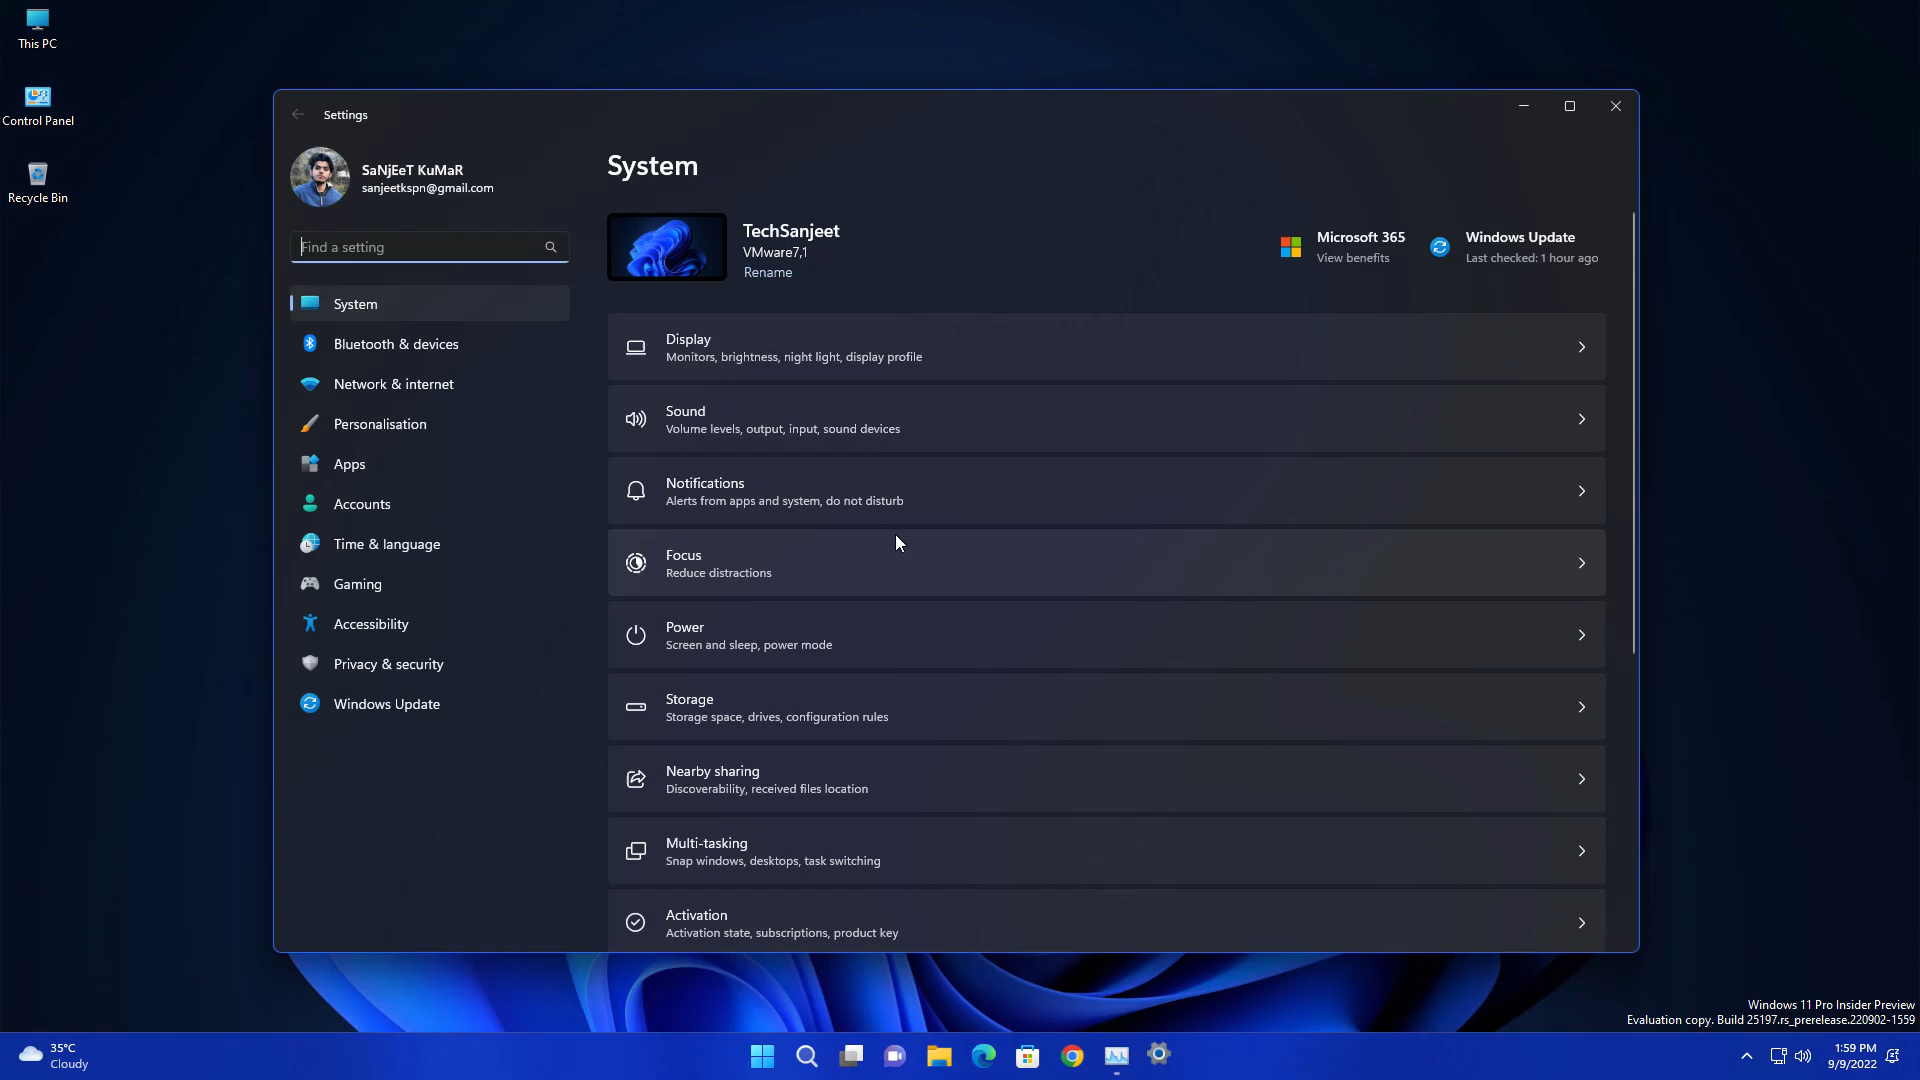 This PC
Control Panel
Recycle Bin
Settings
SaNjEeT KuMaR
sanjeetkspn@gmail.com
Find a setting
System
Bluetooth & devices
Network & internet
Personalisation
Apps
Accounts
Time & language
Gaming
Accessibility
Privacy & security
Windows Update
System
TechSanjeet
VMware7,1
Rename
Microsoft 365
View benefits
Windows Update
Last checked: 1 hour ago
Display
Monitors, brightness, night light, display profile
Sound
Volume levels, output, input, sound devices
Notifications
Alerts from apps and system, do not disturb
Focus
Reduce distractions
Power
Screen and sleep, power mode
Storage
Storage space, drives, configuration rules
Nearby sharing
Discoverability, received files location
Multi-tasking
Snap windows, desktops, task switching
Activation
Activation state, subscriptions, product key
Windows 11 Pro Insider Preview
Evaluation copy. Build 25197.rs_prerelease.220902-1559
35°C
Cloudy
1:59 PM
9/9/2022